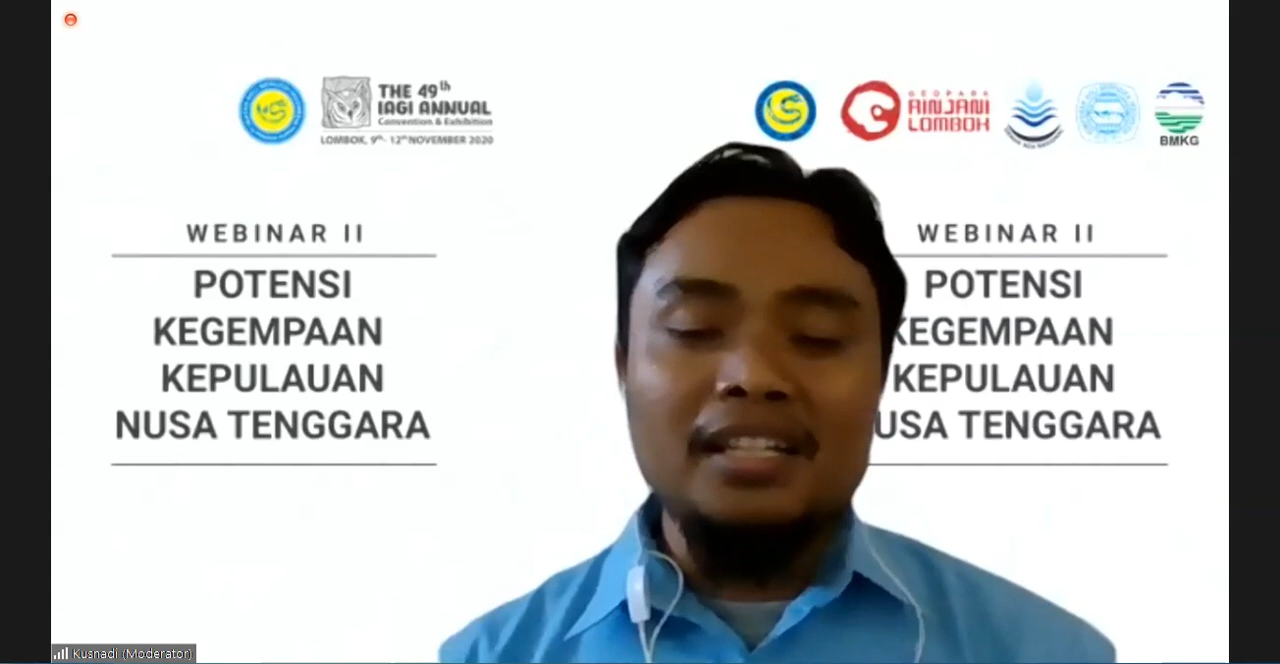 THE 49th
IAGI ANNUAL
Convention & Exhibition
LOMBOK, 9th - 12th NOVEMBER 2020
GEOPARK
RINJANI
LOMBOK
BMKG
WEBINAR II
POTENSI
KEGEMPAAN
KEPULAUAN
NUSA TENGGARA
WEBINAR II
POTENSI
KEGEMPAAN
KEPULAUAN
USA TENGGARA
Kusnadi (Moderator)